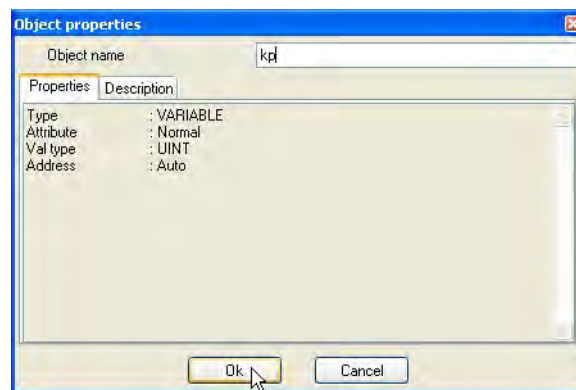 Object properties
Object name kp
Properties Description
Type : VARIABLE
Attribute : Normal
Val type : UINT
Address : Auto
Ok Cancel